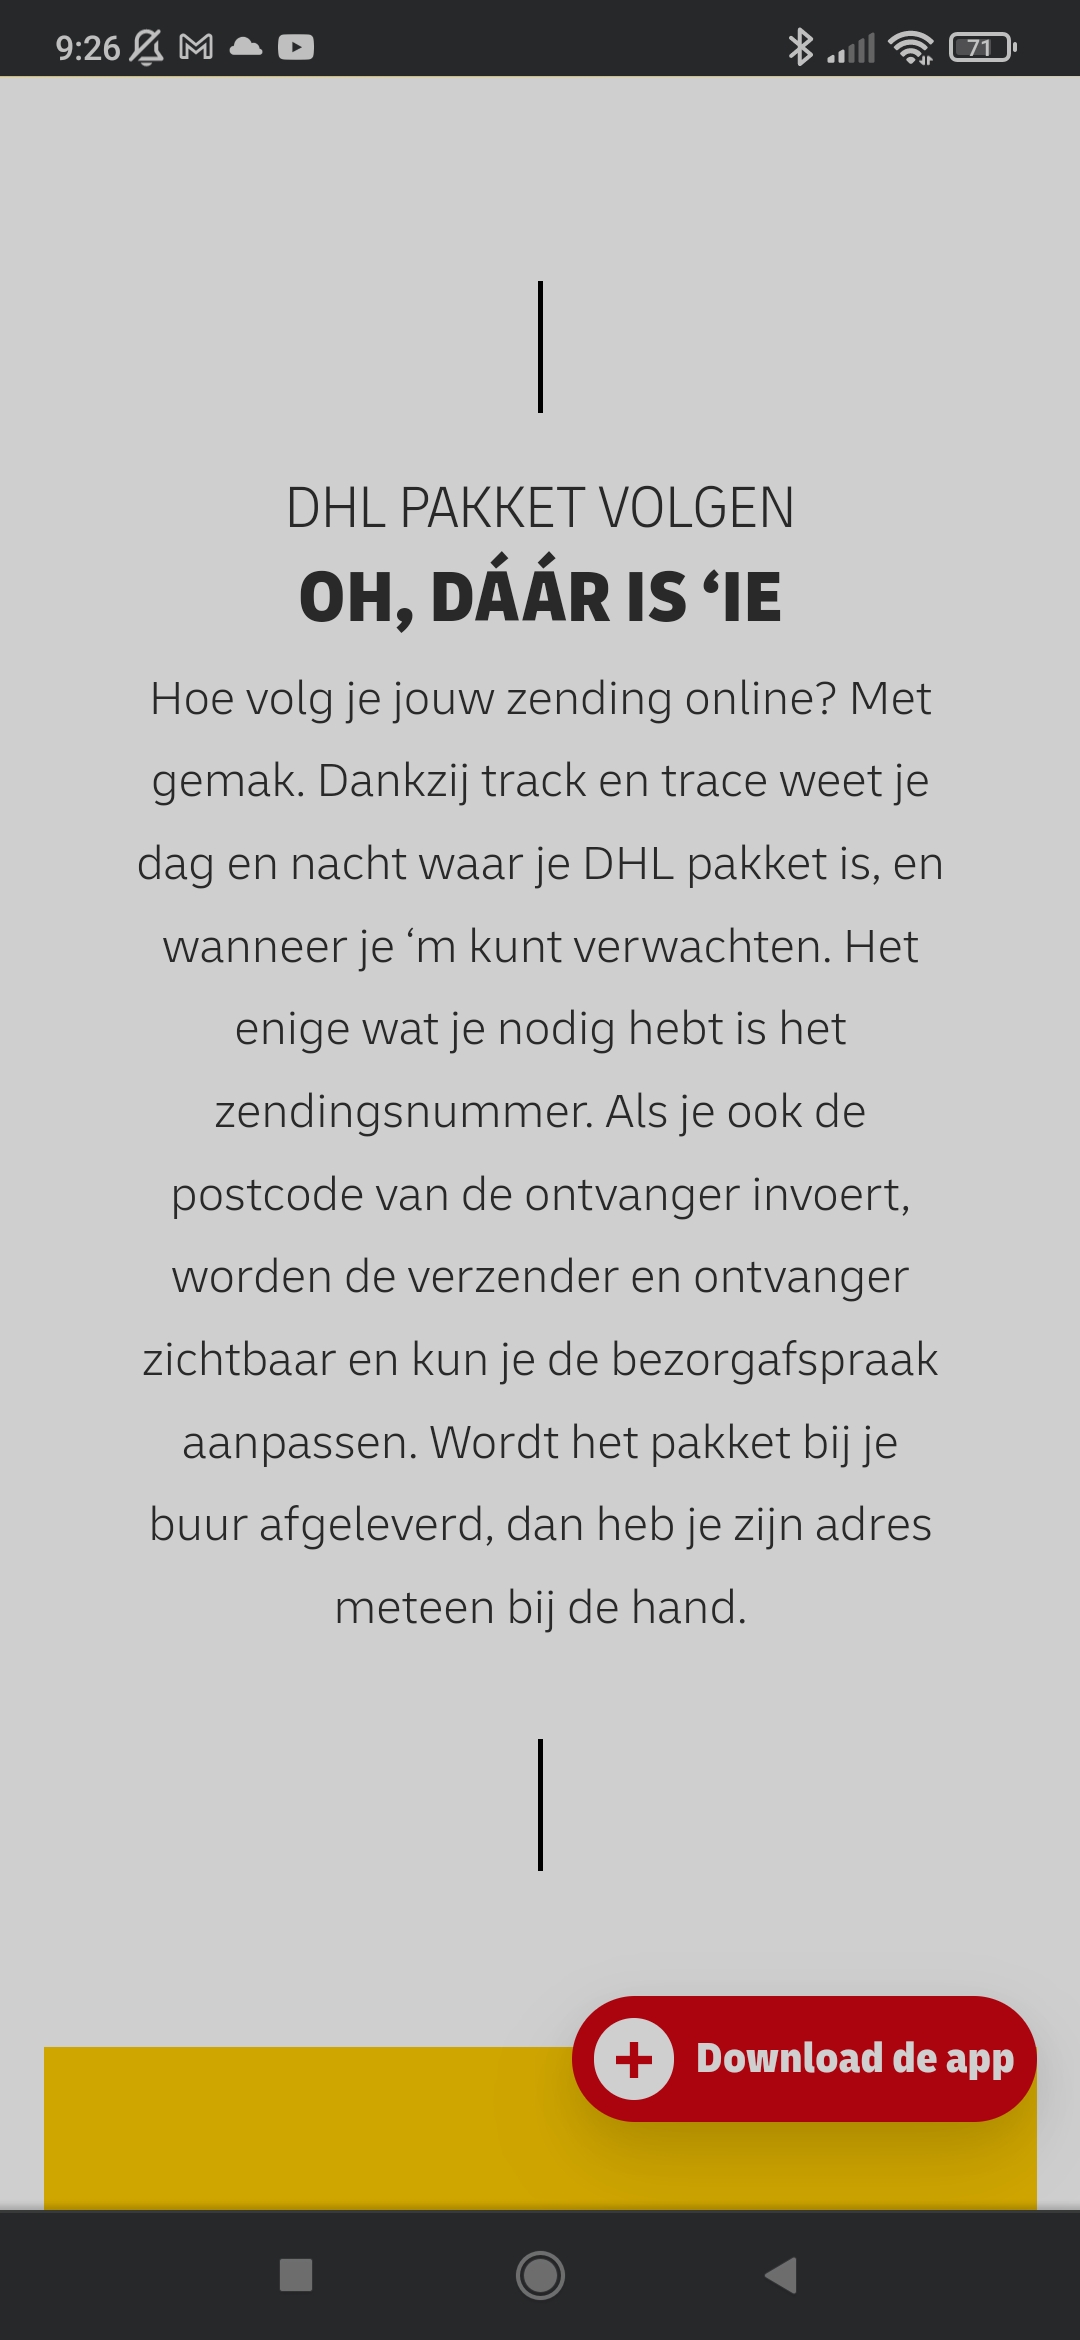 9:26
71
DHL PAKKET VOLGEN
OH, DÁÁR IS ‘IE
Hoe volg je jouw zending online? Met
gemak. Dankzij track en trace weet je
dag en nacht waar je DHL pakket is, en
wanneer je ‘m kunt verwachten. Het
enige wat je nodig hebt is het
zendingsnummer. Als je ook de
postcode van de ontvanger invoert,
worden de verzender en ontvanger
zichtbaar en kun je de bezorgafspraak
aanpassen. Wordt het pakket bij je
buur afgeleverd, dan heb je zijn adres
meteen bij de hand.
Download de app